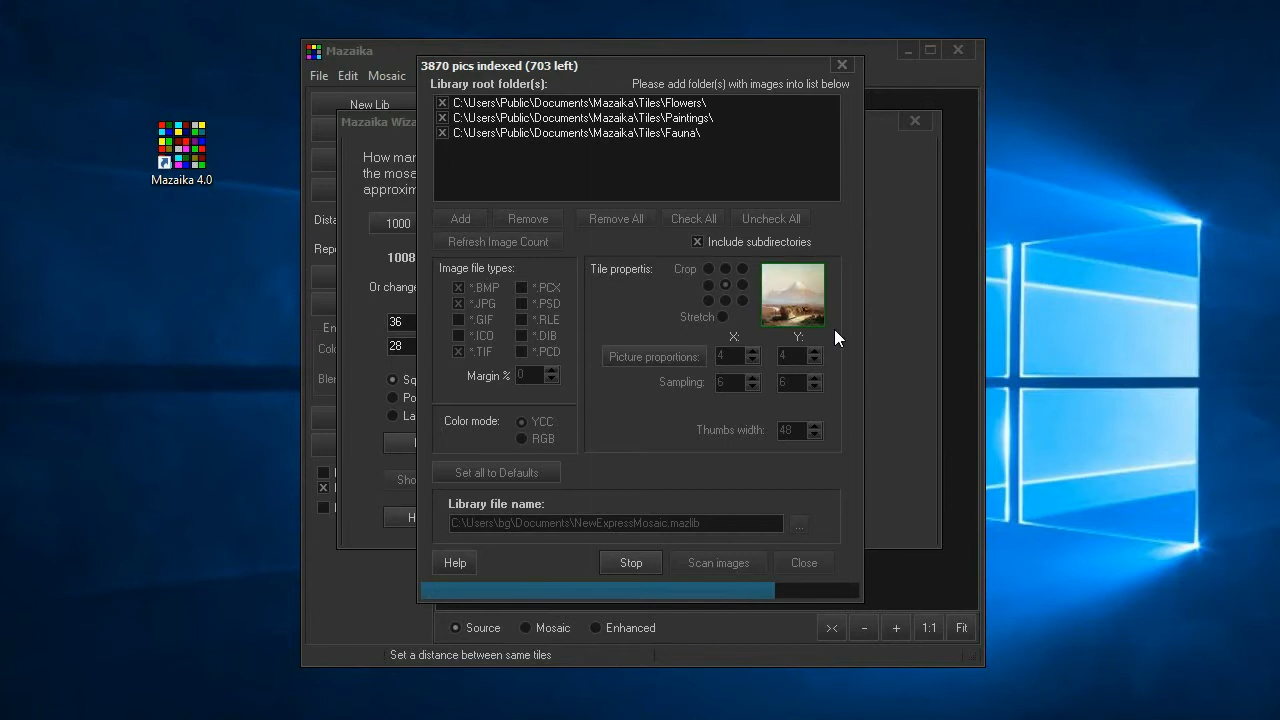 Mazaika
File Edit Mosaic
New Lib
Mazaika Wiza
How mar
the mosa
approxim
1000
1008
Or change
36
28
Dista
Repe
En
Colo
Blen
Sq
Po
La
Sho
H
3870 pics indexed (703 left)
Library root folder(s):
Please add folder(s) with images into list below
C:\Users\Public\Documents\Mazaika\Tiles\Flowers\
C:\Users\Public\Documents\Mazaika\Tiles\Paintings\
C:\Users\Public\Documents\Mazaika\Tiles\Fauna\
Add Remove Remove All Check All Uncheck All
Refresh Image Count
Include subdirectories
Image file types:
*.BMP *.PCX
*.JPG *.PSD
*.GIF *.RLE
*.ICO *.DIB
*.TIF *.PCD
Margin % 0
Color mode: YCC
RGB
Tile propertis: Crop
Stretch
X: Y:
Picture proportions: 4 4
Sampling: 6 6
Thumbs width: 48
Set all to Defaults
Library file name:
C:\Users\bg\Documents\NewExpressMosaic.mazlib ...
Help Stop Scan images Close
Source Mosaic Enhanced
>< - + 1:1 Fit
Set a distance between same tiles
Mazaika 4.0